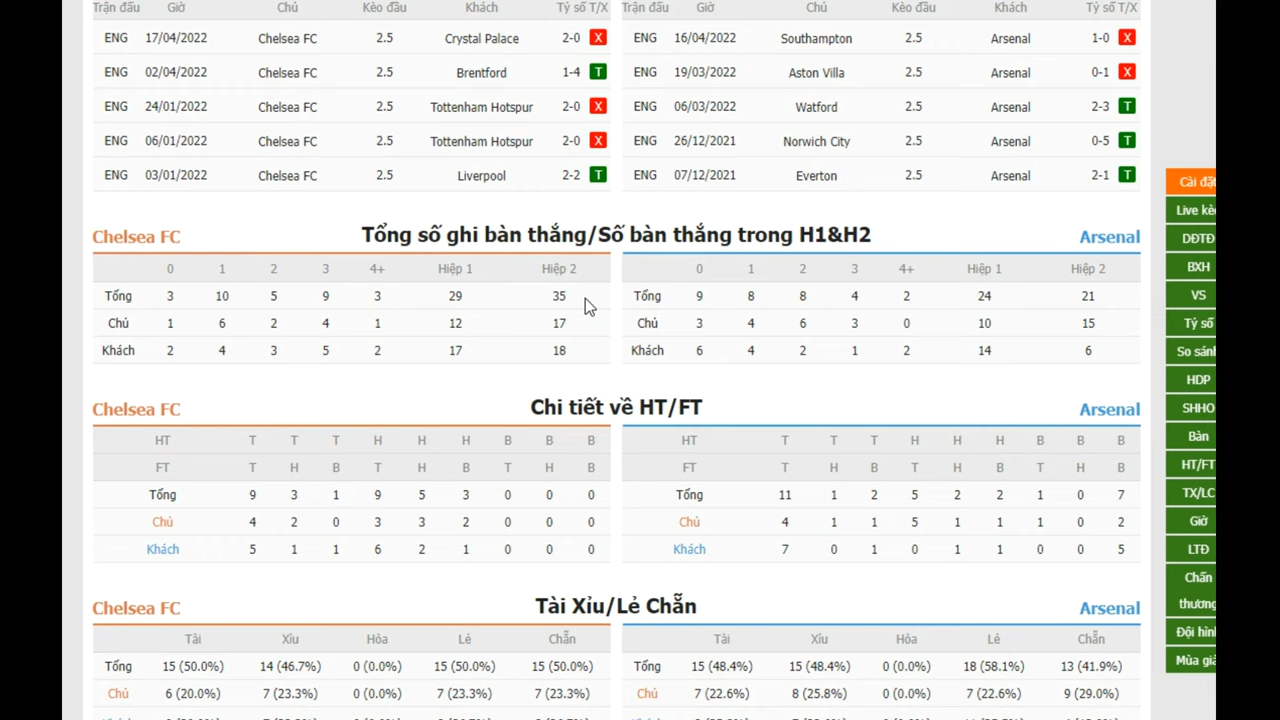 Trận đấu Giờ Chủ Kèo đầu Khách Tỷ số T/X
ENG 17/04/2022 Chelsea FC 2.5 Crystal Palace 2-0 X
ENG 02/04/2022 Chelsea FC 2.5 Brentford 1-4 T
ENG 24/01/2022 Chelsea FC 2.5 Tottenham Hotspur 2-0 X
ENG 06/01/2022 Chelsea FC 2.5 Tottenham Hotspur 2-0 X
ENG 03/01/2022 Chelsea FC 2.5 Liverpool 2-2 T
Trận đấu Giờ Chủ Kèo đầu Khách Tỷ số T/X
ENG 16/04/2022 Southampton 2.5 Arsenal 1-0 X
ENG 19/03/2022 Aston Villa 2.5 Arsenal 0-1 X
ENG 06/03/2022 Watford 2.5 Arsenal 2-3 T
ENG 26/12/2021 Norwich City 2.5 Arsenal 0-5 T
ENG 07/12/2021 Everton 2.5 Arsenal 2-1 T
Chelsea FC Tổng số ghi bàn thắng/Số bàn thắng trong H1&H2 Arsenal
0 1 2 3 4+ Hiệp 1 Hiệp 2
Tổng 3 10 5 9 3 29 35
Chủ 1 6 2 4 1 12 17
Khách 2 4 3 5 2 17 18
0 1 2 3 4+ Hiệp 1 Hiệp 2
Tổng 9 8 8 4 2 24 21
Chủ 3 4 6 3 0 10 15
Khách 6 4 2 1 2 14 6
Chelsea FC Chi tiết về HT/FT Arsenal
HT T T T H H H B B B
FT T H B T H B T H B
Tổng 9 3 1 9 5 3 0 0 0
Chủ 4 2 0 3 3 2 0 0 0
Khách 5 1 1 6 2 1 0 0 0
HT T T T H H H B B B
FT T H B T H B T H B
Tổng 11 1 2 5 2 2 1 0 7
Chủ 4 1 1 5 1 1 1 0 2
Khách 7 0 1 0 1 1 0 0 5
Chelsea FC Tài Xỉu/Lẻ Chẵn Arsenal
Tài Xỉu Hòa Lẻ Chẵn
Tổng 15 (50.0%) 14 (46.7%) 0 (0.0%) 15 (50.0%) 15 (50.0%)
Chủ 6 (20.0%) 7 (23.3%) 0 (0.0%) 7 (23.3%) 7 (23.3%)
Tài Xỉu Hòa Lẻ Chẵn
Tổng 15 (48.4%) 15 (48.4%) 0 (0.0%) 18 (58.1%) 13 (41.9%)
Chủ 7 (22.6%) 8 (25.8%) 0 (0.0%) 7 (22.6%) 9 (29.0%)
Cài đặ
Live kè
DĐTĐ
BXH
VS
Tỷ số
So sánh
HDP
SHHO
Bàn
HT/FT
TX/LC
Giờ
LTĐ
Chấn
thương
Đội hìn
Mùa giả